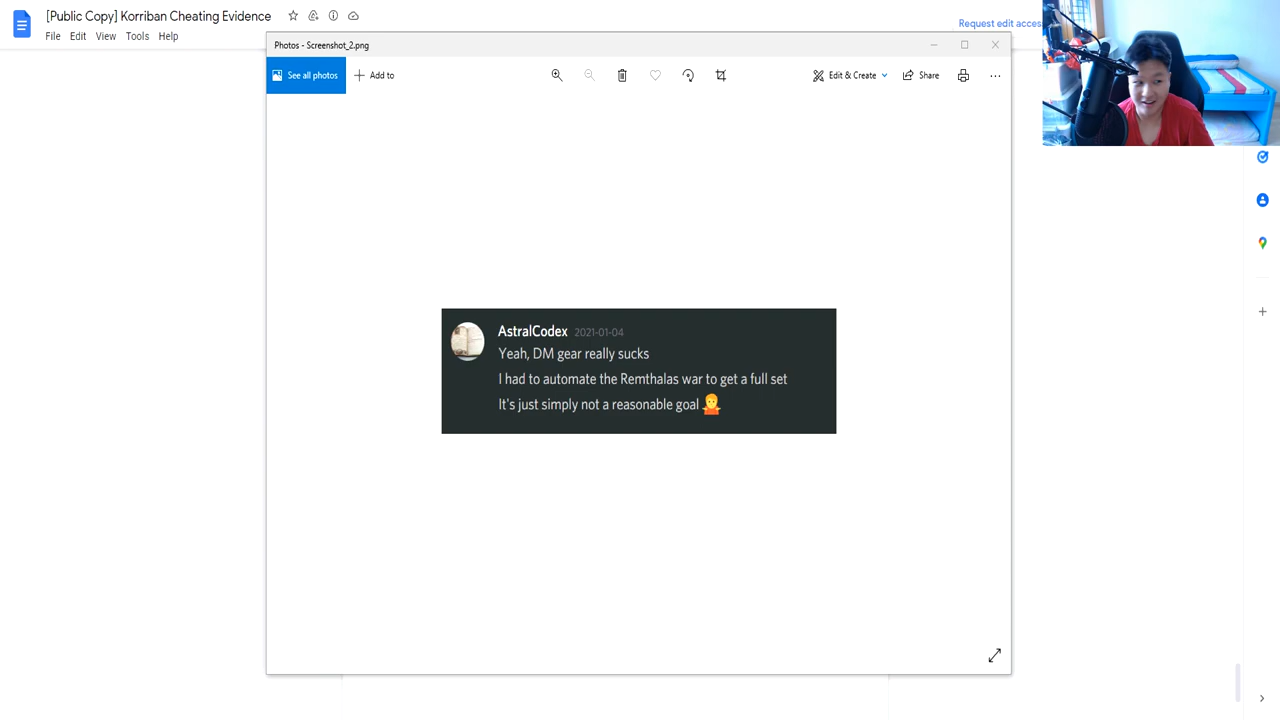 [Public Copy] Korriban Cheating Evidence
File Edit View Tools Help
Request edit acces
Photos - Screenshot_2.png
See all photos
Add to
Edit & Create
Share
AstralCodex 2021-01-04
Yeah, DM gear really sucks
I had to automate the Remthalas war to get a full set
It's just simply not a reasonable goal 🤷